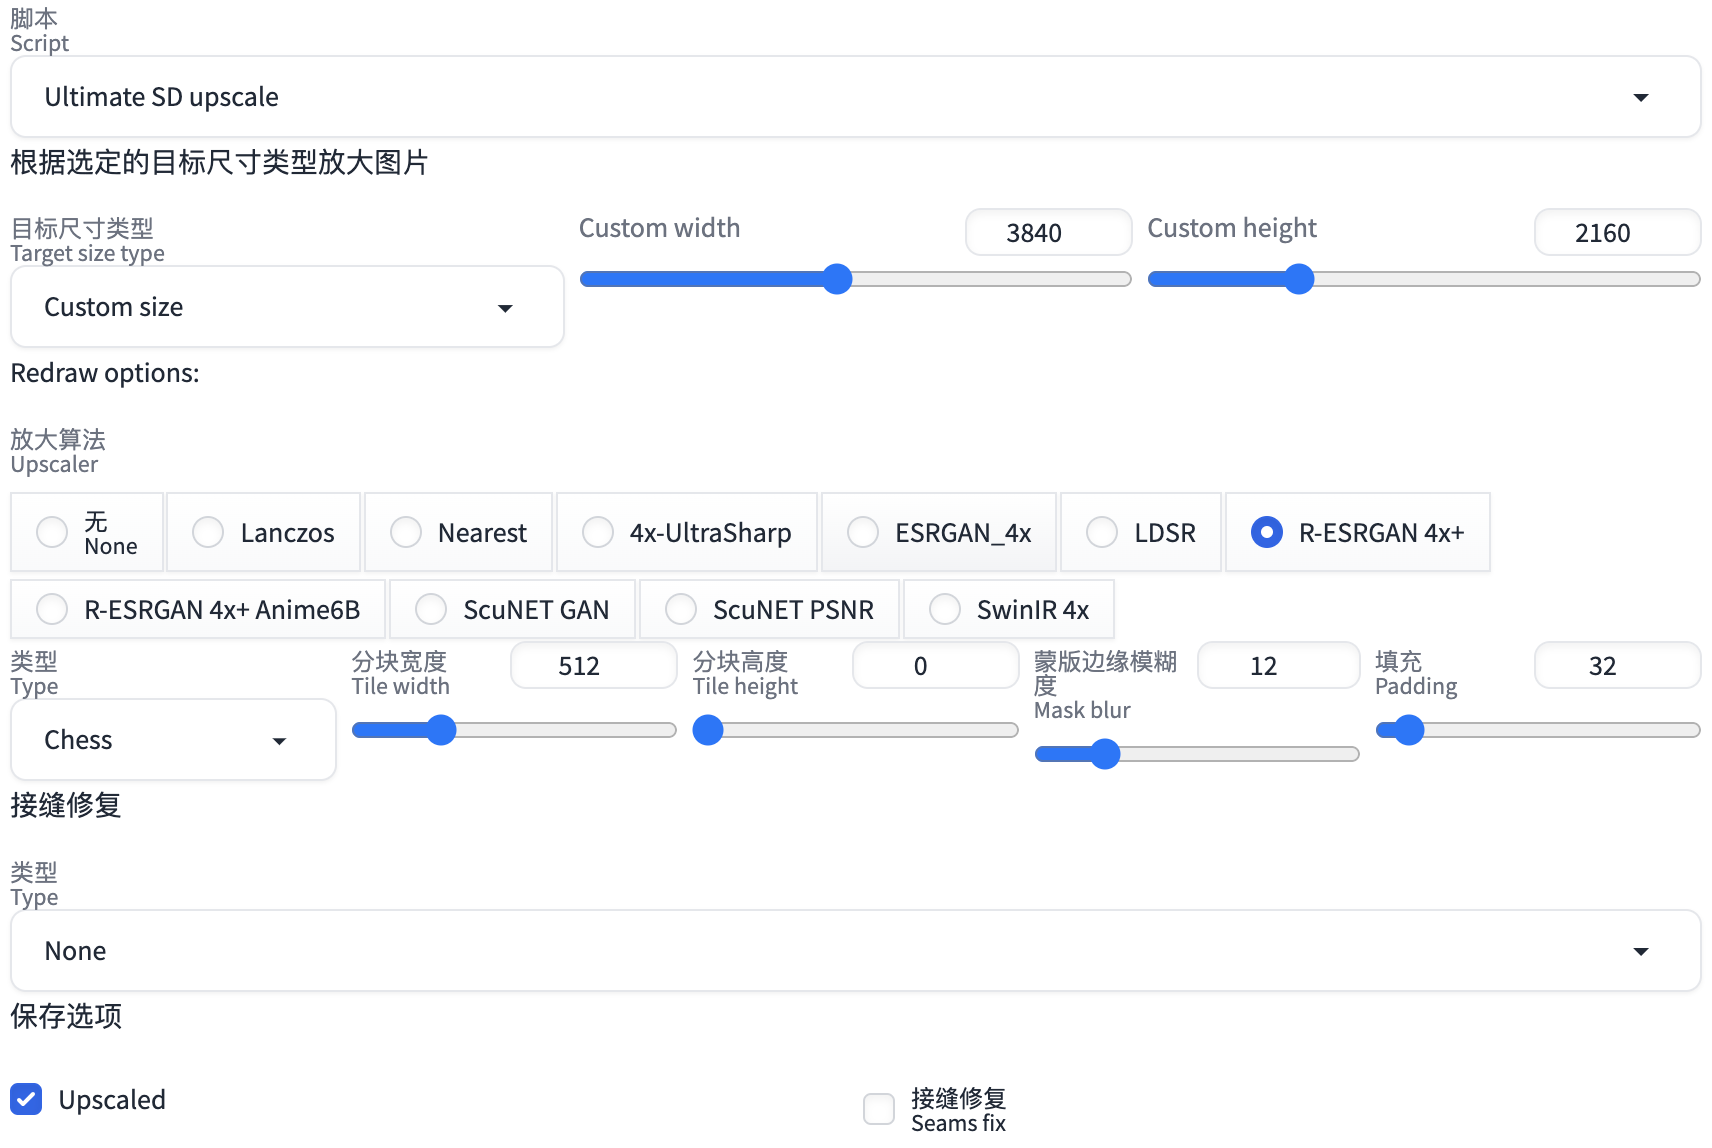 脚本
Script
Ultimate SD upscale
根据选定的目标尺寸类型放大图片
目标尺寸类型
Target size type
Custom size
Custom width 3840
Custom height 2160
Redraw options:
放大算法
Upscaler
无
None
Lanczos
Nearest
4x-UltraSharp
ESRGAN_4x
LDSR
R-ESRGAN 4x+
R-ESRGAN 4x+ Anime6B
ScuNET GAN
ScuNET PSNR
SwinIR 4x
类型
Type
Chess
分块宽度
Tile width
512
分块高度
Tile height
0
蒙版边缘模糊
度
Mask blur
12
填充
Padding
32
接缝修复
类型
Type
None
保存选项
Upscaled
接缝修复
Seams fix